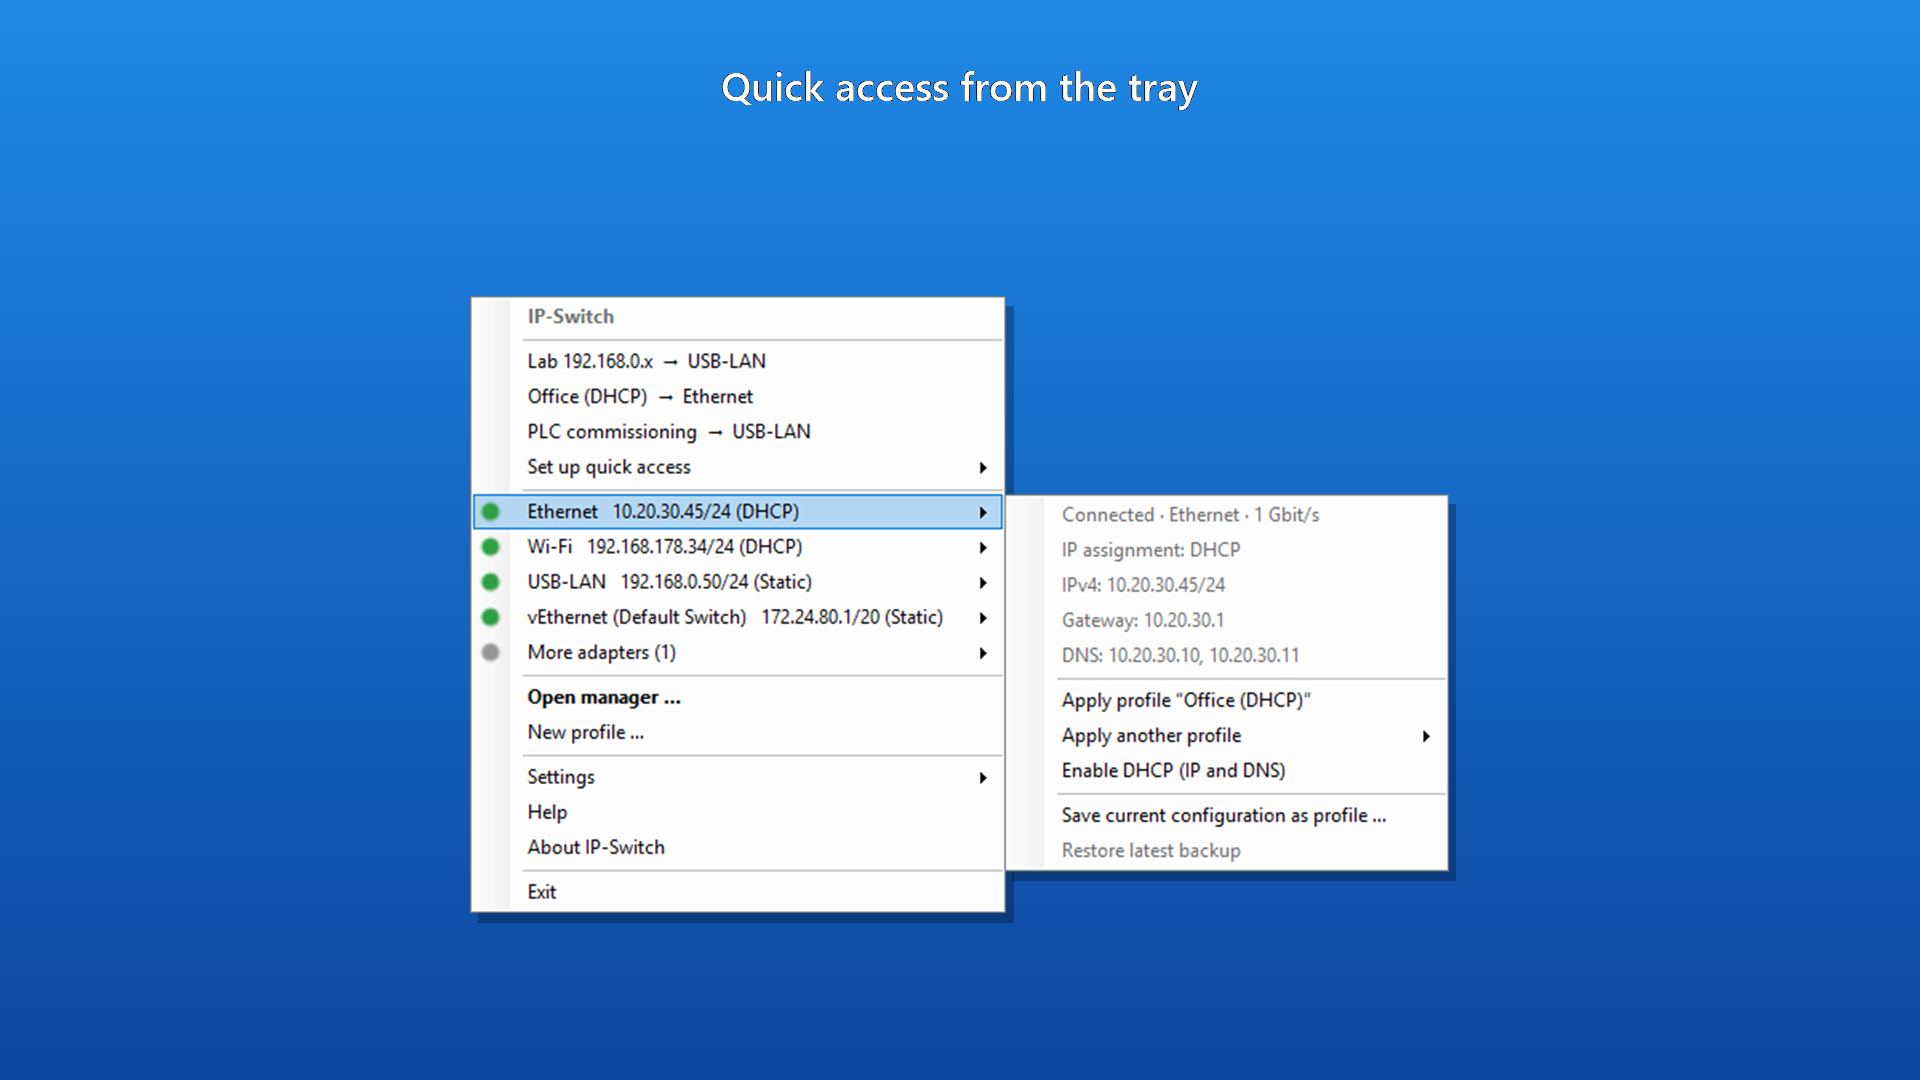 Quick access from the tray
IP-Switch
Lab 192.168.0.x → USB-LAN
Office (DHCP) → Ethernet
PLC commissioning → USB-LAN
Set up quick access
Ethernet 10.20.30.45/24 (DHCP)
Wi-Fi 192.168.178.34/24 (DHCP)
USB-LAN 192.168.0.50/24 (Static)
vEthernet (Default Switch) 172.24.80.1/20 (Static)
More adapters (1)
Open manager ...
New profile ...
Settings
Help
About IP-Switch
Exit
Connected · Ethernet · 1 Gbit/s
IP assignment: DHCP
IPv4: 10.20.30.45/24
Gateway: 10.20.30.1
DNS: 10.20.30.10, 10.20.30.11
Apply profile “Office (DHCP)”
Apply another profile
Enable DHCP (IP and DNS)
Save current configuration as profile ...
Restore latest backup